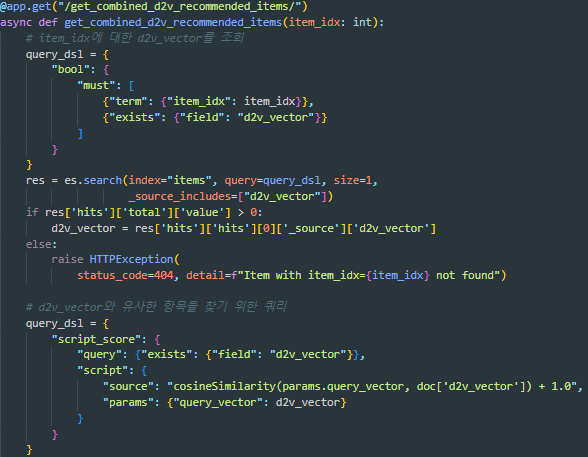 @app.get("/get_combined_d2v_recommended_items/")
async def get_combined_d2v_recommended_items(item_idx: int):
    # item_idx에 대한 d2v_vector를 조회
    query_dsl = {
        "bool": {
            "must": [
                {"term": {"item_idx": item_idx}},
                {"exists": {"field": "d2v_vector"}}
            ]
        }
    }
    res = es.search(index="items", query=query_dsl, size=1,
                    _source_includes=["d2v_vector"])
    if res['hits']['total']['value'] > 0:
        d2v_vector = res['hits']['hits'][0]['_source']['d2v_vector']
    else:
        raise HTTPException(
            status_code=404, detail=f"Item with item_idx={item_idx} not found")

    # d2v_vector와 유사한 항목을 찾기 위한 쿼리
    query_dsl = {
        "script_score": {
            "query": {"exists": {"field": "d2v_vector"}},
            "script": {
                "source": "cosineSimilarity(params.query_vector, doc['d2v_vector']) + 1.0",
                "params": {"query_vector": d2v_vector}
            }
        }
    }